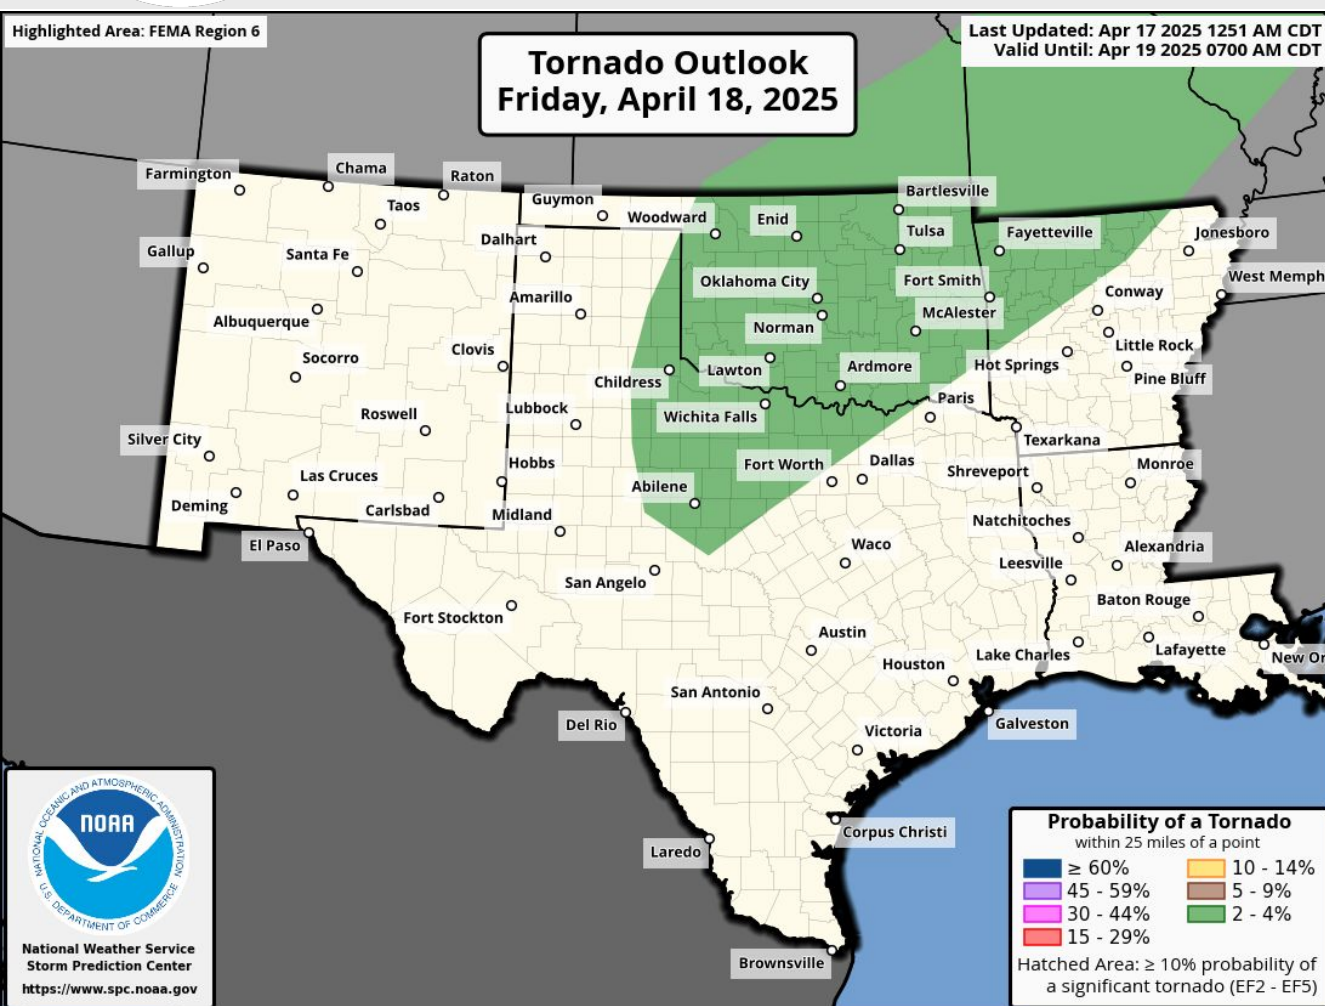 Highlighted Area: FEMA Region 6
Last Updated: Apr 17 2025 1251 AM CDT
Valid Until: Apr 19 2025 0700 AM CDT
Tornado Outlook
Friday, April 18, 2025
Farmington
Chama
Raton
Taos
Guymon
Woodward
Enid
Bartlesville
Tulsa
Fayetteville
Jonesboro
Gallup
Santa Fe
Dalhart
Oklahoma City
Fort Smith
West Memph
Albuquerque
Amarillo
Norman
McAlester
Conway
Socorro
Clovis
Childress
Lawton
Ardmore
Hot Springs
Little Rock
Pine Bluff
Roswell
Lubbock
Wichita Falls
Paris
Texarkana
Silver City
Las Cruces
Hobbs
Abilene
Fort Worth
Dallas
Shreveport
Monroe
Deming
Carlsbad
Midland
Natchitoches
El Paso
San Angelo
Waco
Leesville
Alexandria
Fort Stockton
Baton Rouge
Austin
Houston
Lake Charles
Lafayette
New Or
San Antonio
Del Rio
Victoria
Galveston
Laredo
Corpus Christi
Brownsville
NATIONAL OCEANIC AND ATMOSPHERIC ADMINISTRATION
NOAA
U.S. DEPARTMENT OF COMMERCE
National Weather Service
Storm Prediction Center
https://www.spc.noaa.gov
Probability of a Tornado
within 25 miles of a point
≥ 60%
45 - 59%
30 - 44%
15 - 29%
10 - 14%
5 - 9%
2 - 4%
Hatched Area: ≥ 10% probability of
a significant tornado (EF2 - EF5)